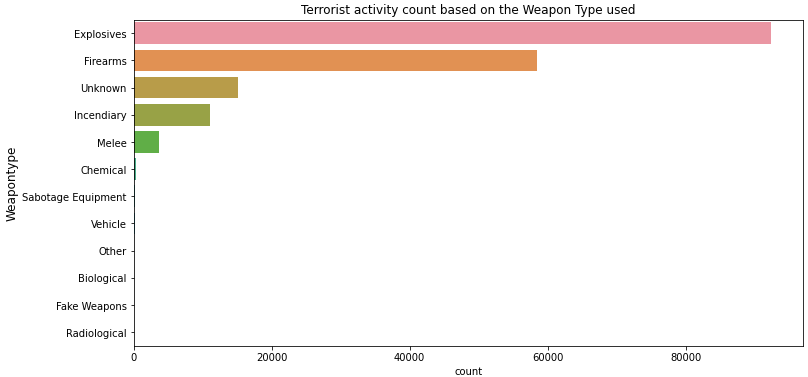 Terrorist activity count based on the Weapon Type used
Weapontype
Explosives
Firearms
Unknown
Incendiary
Melee
Chemical
Sabotage Equipment
Vehicle
Other
Biological
Fake Weapons
Radiological
0 20000 40000 60000 80000
count